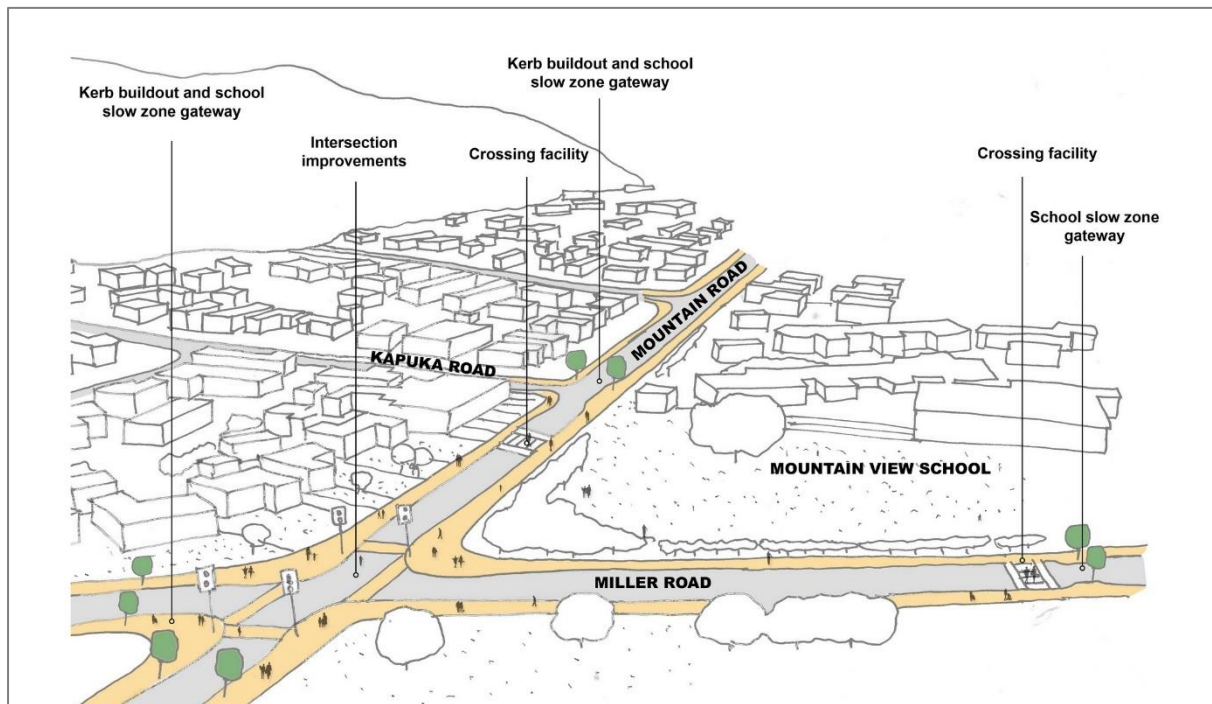 Kerb buildout and school
slow zone gateway
Kerb buildout and school
slow zone gateway
Intersection
improvements
Crossing facility
Crossing facility
School slow zone
gateway
MOUNTAIN ROAD
KAPUKA ROAD
MOUNTAIN VIEW SCHOOL
MILLER ROAD